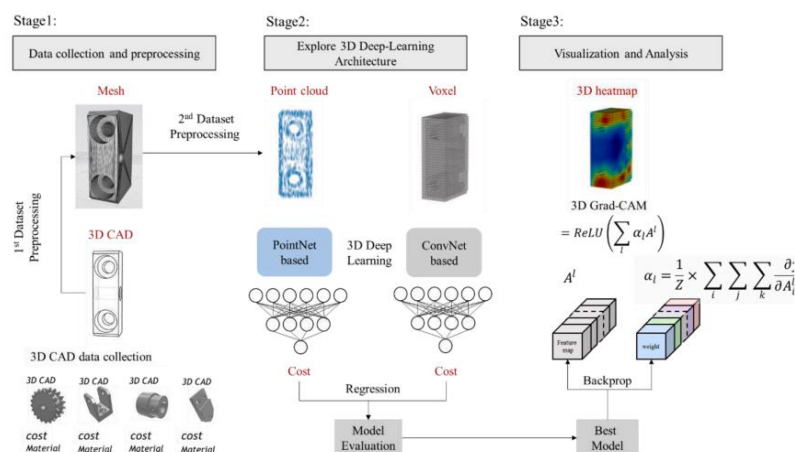 Stage1:
Data collection and preprocessing
Mesh
2nd Dataset
Preprocessing
1st Dataset
Preprocessing
3D CAD
3D CAD data collection
3D CAD
3D CAD
3D CAD
3D CAD
cost
cost
cost
cost
Material
Material
Material
Material
Stage2:
Explore 3D Deep-Learning
Architecture
Point cloud
Voxel
PointNet
based
3D Deep
Learning
ConvNet
based
Cost
Cost
Regression
Model
Evaluation
Stage3:
Visualization and Analysis
3D heatmap
3D Grad-CAM
= ReLU(∑l αlAl)
Al
αl = 1/Z × ∑i ∑j ∑k ∂
Feature
map
weight
Backprop
Best
Model